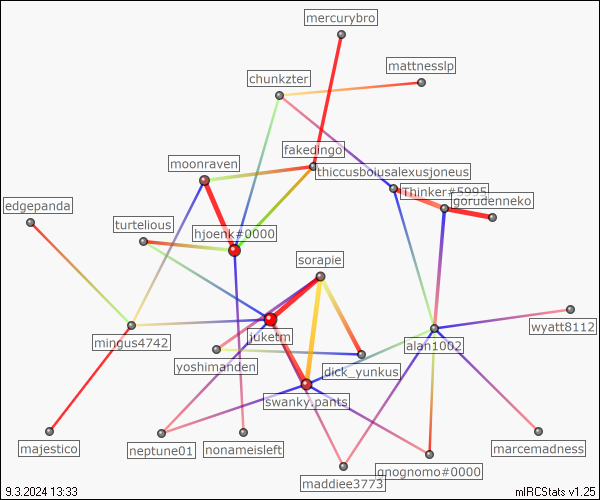 mercurybro
mattnesslp
chunkzter
fakedingo
moonraven
thiccusboiusalexusjoneus
Thinker#5995
gorudenneko
edgepanda
turtelious
hjoenk#0000
sorapie
wyatt8112
mingus4742
juketm
alan1002
yoshimanden
dick_yunkus
swanky.pants
majestico
neptune01
nonameisleft
marcemadness
gnognomo#0000
maddiee3773
9.3.2024 13:33
mIRCStats v1.25